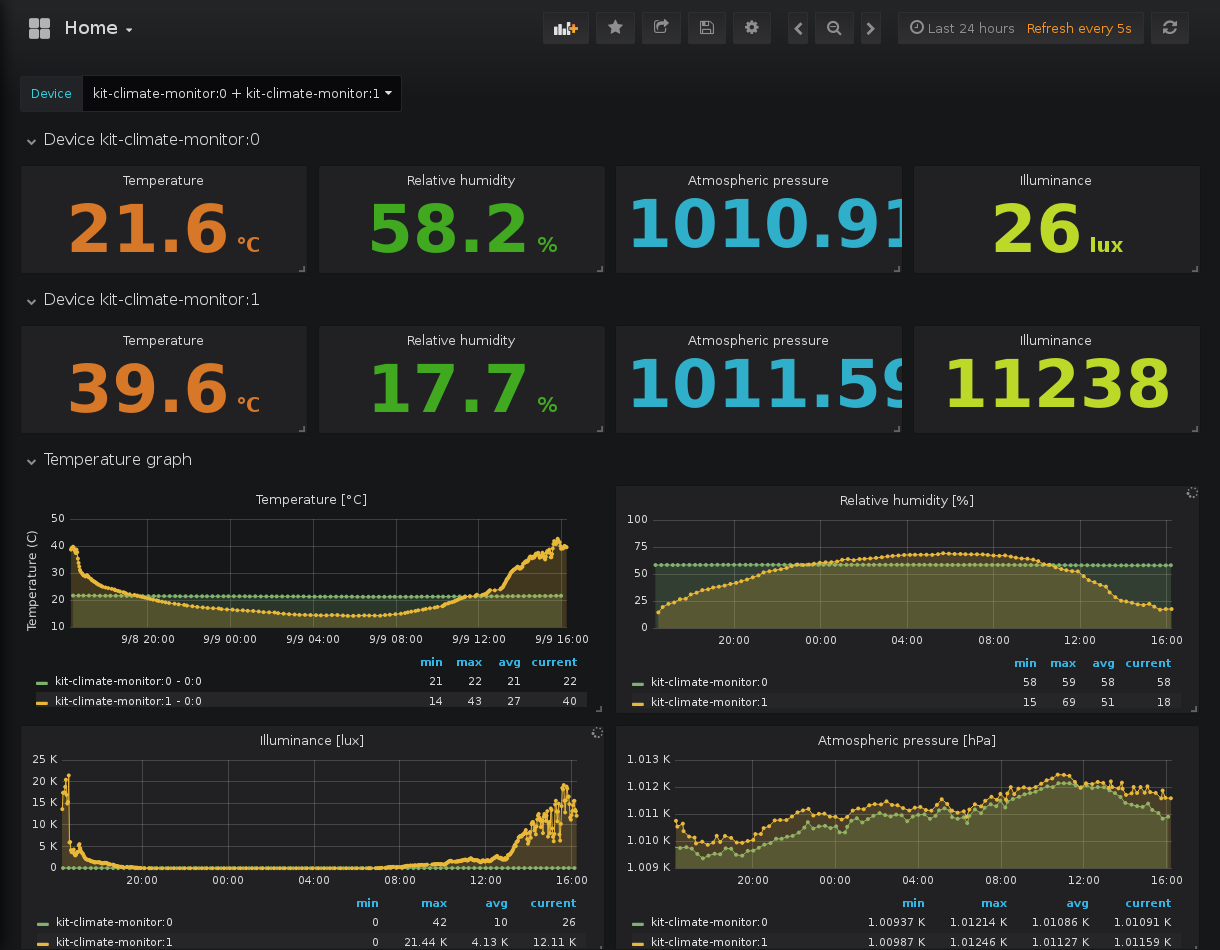 Home
Last 24 hours Refresh every 5s
Device kit-climate-monitor:0 + kit-climate-monitor:1
Device kit-climate-monitor:0
Temperature Relative humidity Atmospheric pressure Illuminance
21.6 °C 58.2 % 1010.91 26 lux
Device kit-climate-monitor:1
Temperature Relative humidity Atmospheric pressure Illuminance
39.6 °C 17.7 % 1011.59 11238
Temperature graph
Temperature [°C]
Temperature (C)
50
40
30
20
10
9/8 20:00 9/9 00:00 9/9 04:00 9/9 08:00 9/9 12:00 9/9 16:00
min max avg current
kit-climate-monitor:0 - 0:0 21 22 21 22
kit-climate-monitor:1 - 0:0 14 43 27 40
Relative humidity [%]
100
75
50
25
0
20:00 00:00 04:00 08:00 12:00 16:00
min max avg current
kit-climate-monitor:0 58 59 58 58
kit-climate-monitor:1 15 69 51 18
Illuminance [lux]
25 K
20 K
15 K
10 K
5 K
0
20:00 00:00 04:00 08:00 12:00 16:00
min max avg current
kit-climate-monitor:0 0 42 10 26
kit-climate-monitor:1 0 21.44 K 4.13 K 12.11 K
Atmospheric pressure [hPa]
1.013 K
1.012 K
1.011 K
1.010 K
1.009 K
20:00 00:00 04:00 08:00 12:00 16:00
min max avg current
kit-climate-monitor:0 1.00937 K 1.01214 K 1.01086 K 1.01091 K
kit-climate-monitor:1 1.00987 K 1.01246 K 1.01127 K 1.01159 K